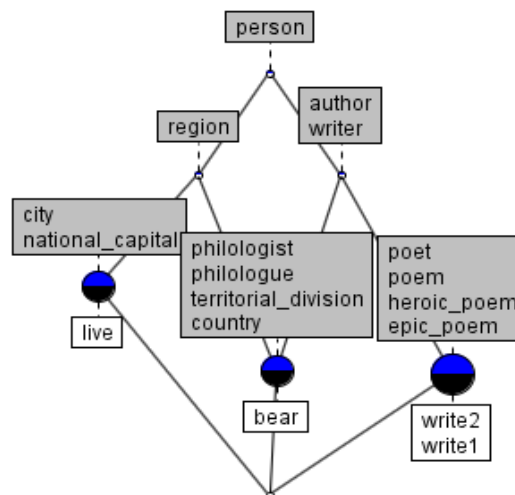 person
region
author
writer
city
national_capital
philologist
philologue
territorial_division
country
poet
poem
heroic_poem
epic_poem
live
bear
write2
write1